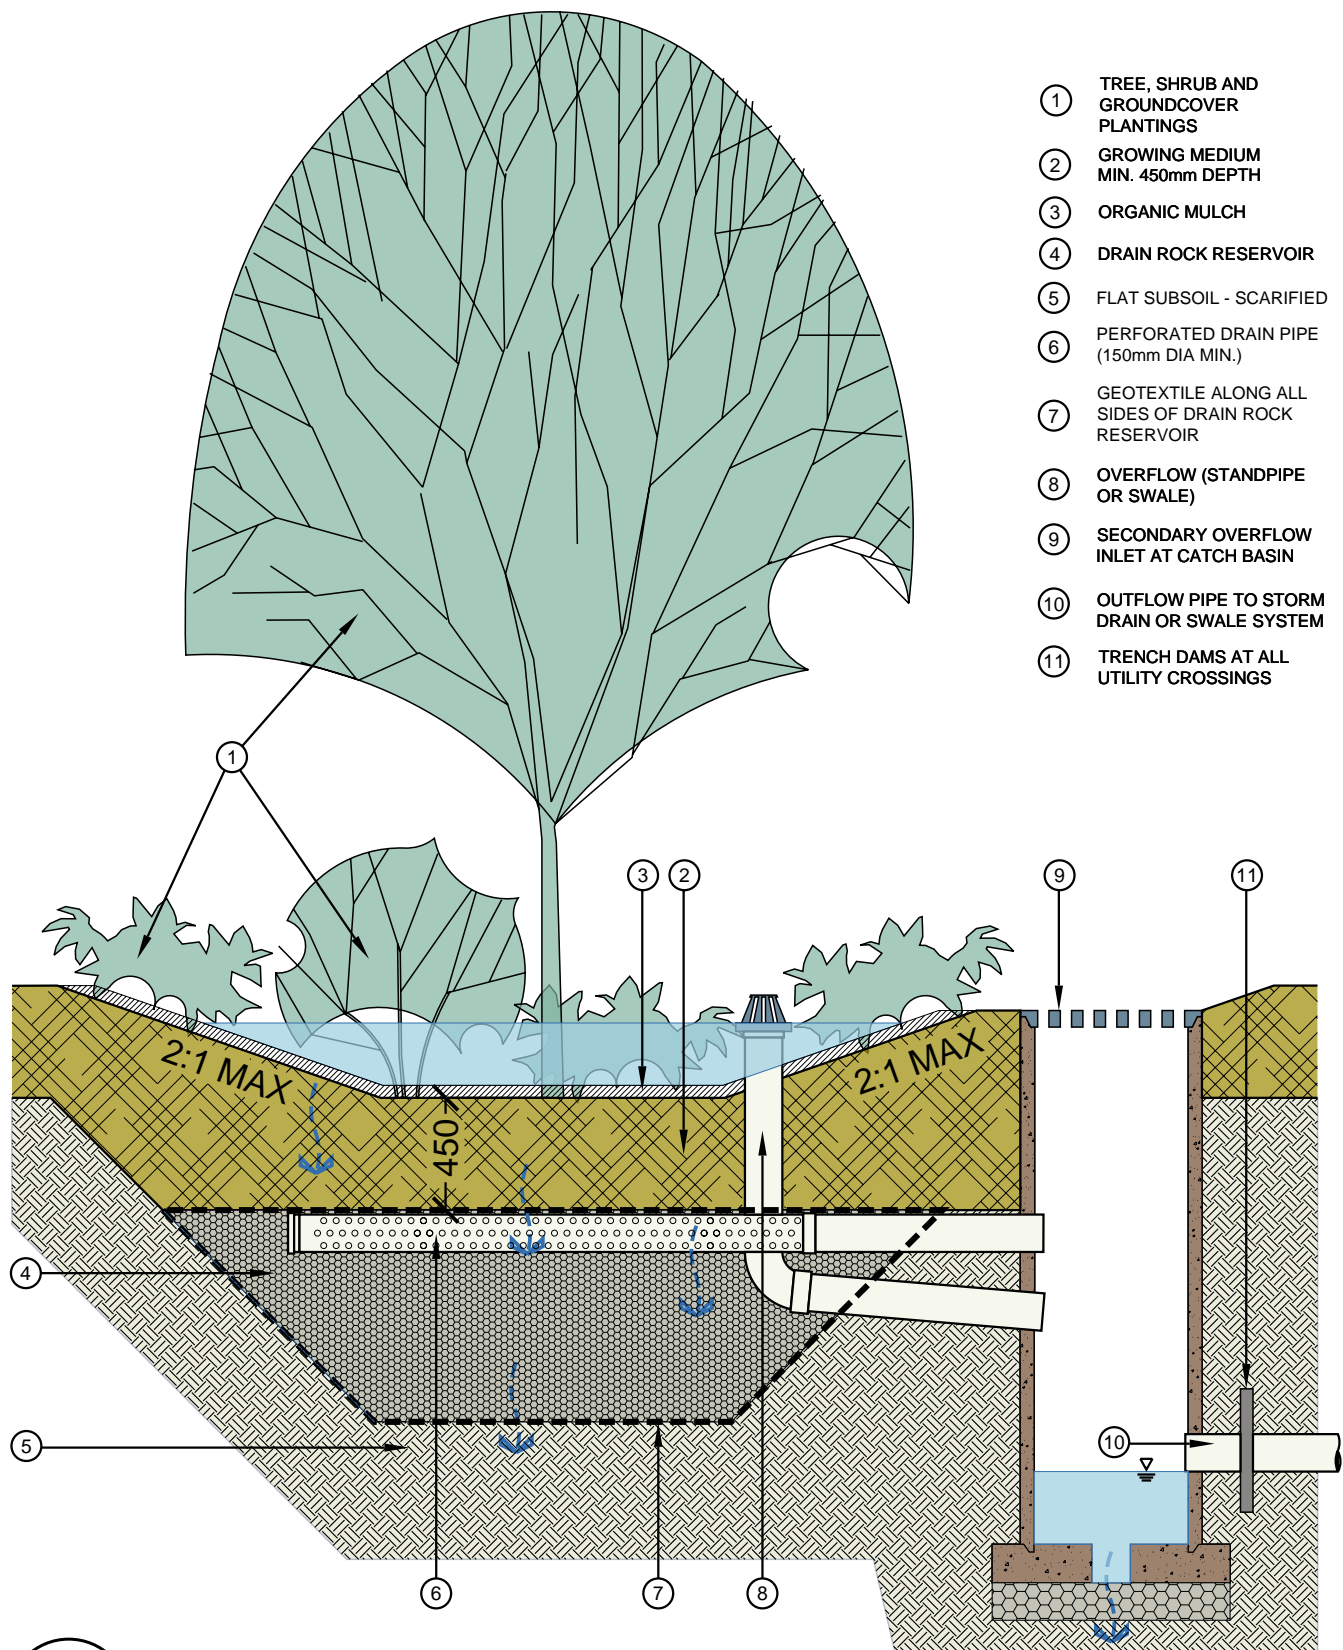 1
TREE, SHRUB AND
GROUNDCOVER
PLANTINGS
2
GROWING MEDIUM
MIN. 450mm DEPTH
3
ORGANIC MULCH
4
DRAIN ROCK RESERVOIR
5
FLAT SUBSOIL - SCARIFIED
6
PERFORATED DRAIN PIPE
(150mm DIA MIN.)
7
GEOTEXTILE ALONG ALL
SIDES OF DRAIN ROCK
RESERVOIR
8
OVERFLOW (STANDPIPE
OR SWALE)
9
SECONDARY OVERFLOW
INLET AT CATCH BASIN
10
OUTFLOW PIPE TO STORM
DRAIN OR SWALE SYSTEM
11
TRENCH DAMS AT ALL
UTILITY CROSSINGS
1
3
2
9
11
2:1 MAX
2:1 MAX
450
4
5
10
6
7
8